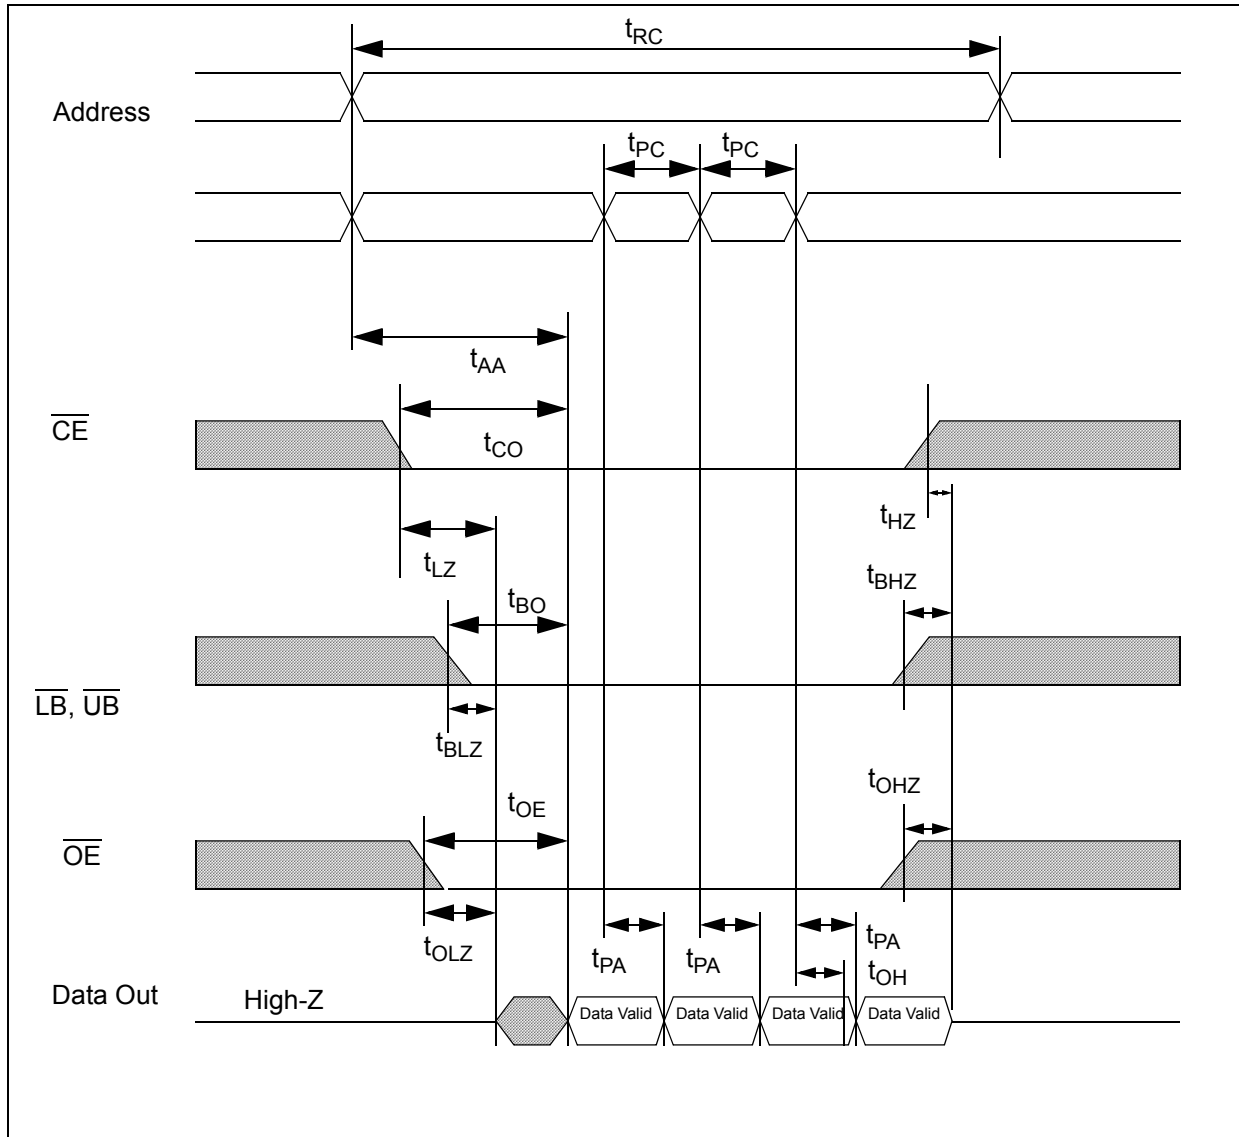 tRC
Address
tPC tPC
tAA
CE
tCO
tHZ
tLZ
tBHZ
tBO
LB, UB
tBLZ
tOHZ
tOE
OE
tOLZ
tPA tPA tPA
tOH
Data Out High-Z
Data Valid Data Valid Data Valid Data Valid